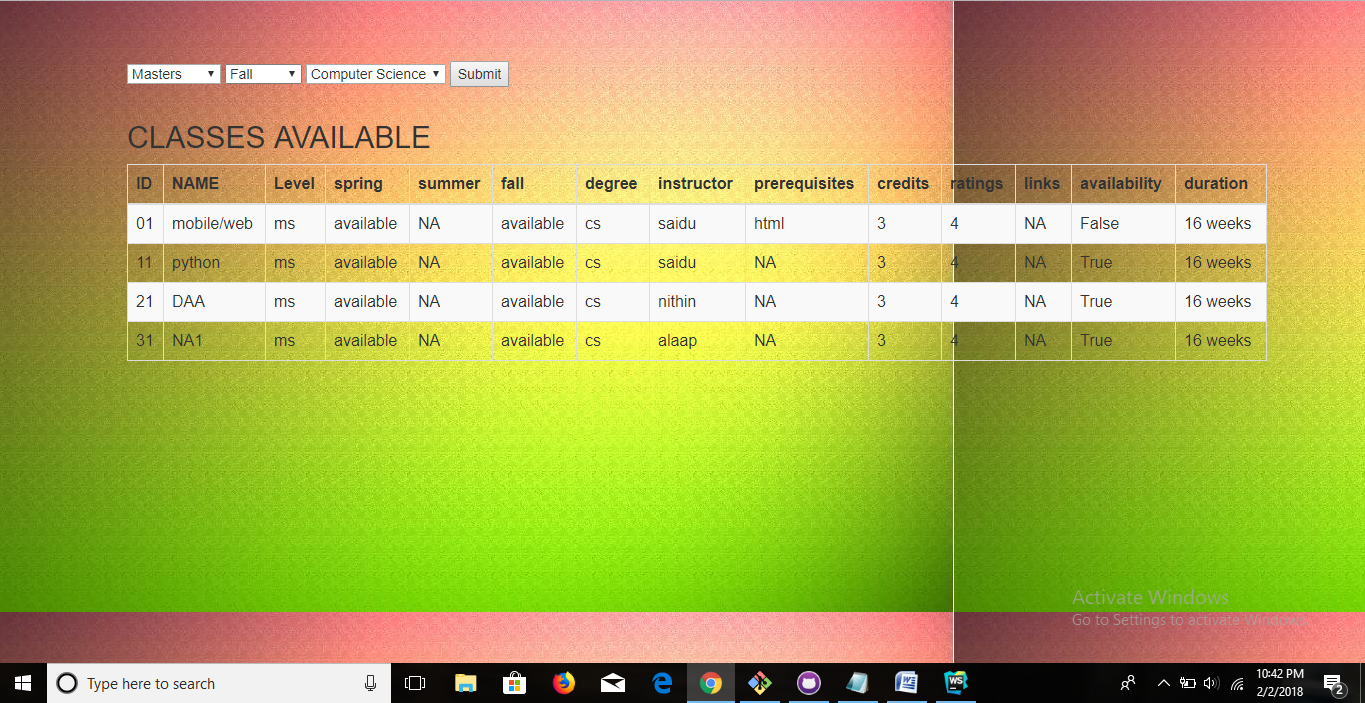 Masters Fall Computer Science Submit
CLASSES AVAILABLE
ID NAME Level spring summer fall degree instructor prerequisites credits ratings links availability duration
01 mobile/web ms available NA available cs saidu html 3 4 NA False 16 weeks
11 python ms available NA available cs saidu NA 3 4 NA True 16 weeks
21 DAA ms available NA available cs nithin NA 3 4 NA True 16 weeks
31 NA1 ms available NA available cs alaap NA 3 4 NA True 16 weeks
Activate Windows
Go to Settings to activate Windows.
Type here to search
WS
10:42 PM
2/2/2018
2